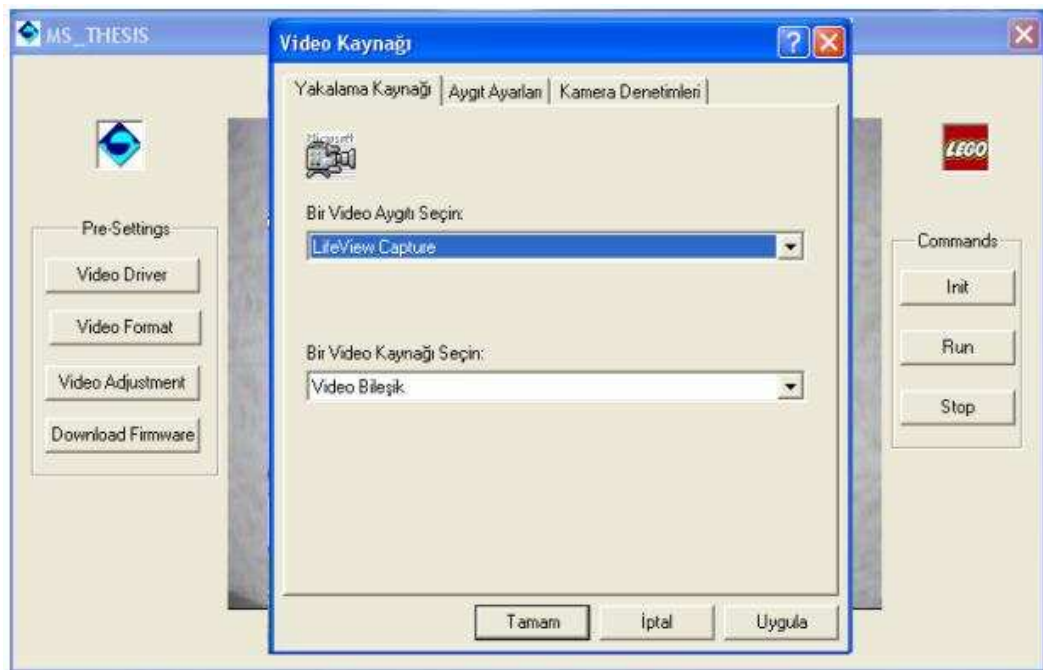 MS_THESIS
Video Kaynağı
Yakalama Kaynağı
Aygıt Ayarları
Kamera Denetimleri
Microsoft
Bir Video Aygıtı Seçin:
LifeView Capture
Bir Video Kaynağı Seçin:
Video Bileşik
Tamam
İptal
Uygula
Pre-Settings
Video Driver
Video Format
Video Adjustment
Download Firmware
LEGO
Commands
Init
Run
Stop